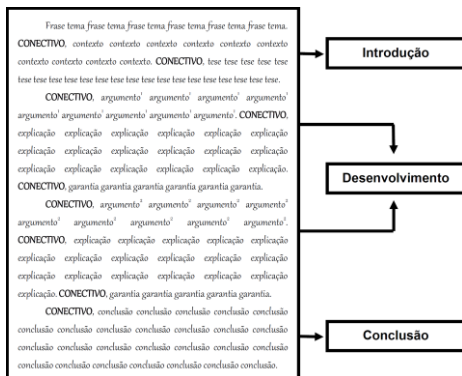 Frase tema frase tema frase tema frase tema frase tema.
CONECTIVO, contexto contexto contexto contexto contexto
contexto contexto contexto contexto. CONECTIVO, tese tese tese tese tese
tese tese tese tese tese tese tese tese tese tese tese tese tese tese.
CONECTIVO, argumento¹ argumento¹ argumento¹ argumento¹
argumento¹ argumento¹ argumento¹ argumento¹ argumento¹. CONECTIVO,
explicação explicação explicação explicação explicação explicação
explicação explicação explicação explicação explicação explicação
explicação explicação explicação explicação explicação explicação.
CONECTIVO, garantia garantia garantia garantia garantia garantia.
CONECTIVO, argumento² argumento² argumento² argumento²
argumento² argumento² argumento² argumento² argumento².
CONECTIVO, explicação explicação explicação explicação explicação
explicação explicação explicação explicação explicação explicação
explicação explicação explicação explicação explicação explicação
explicação. CONECTIVO, garantia garantia garantia garantia garantia.
CONECTIVO, conclusão conclusão conclusão conclusão conclusão
conclusão conclusão conclusão conclusão conclusão conclusão conclusão
conclusão conclusão conclusão conclusão conclusão conclusão conclusão
conclusão conclusão conclusão conclusão conclusão conclusão conclusão.
Introdução
Desenvolvimento
Conclusão